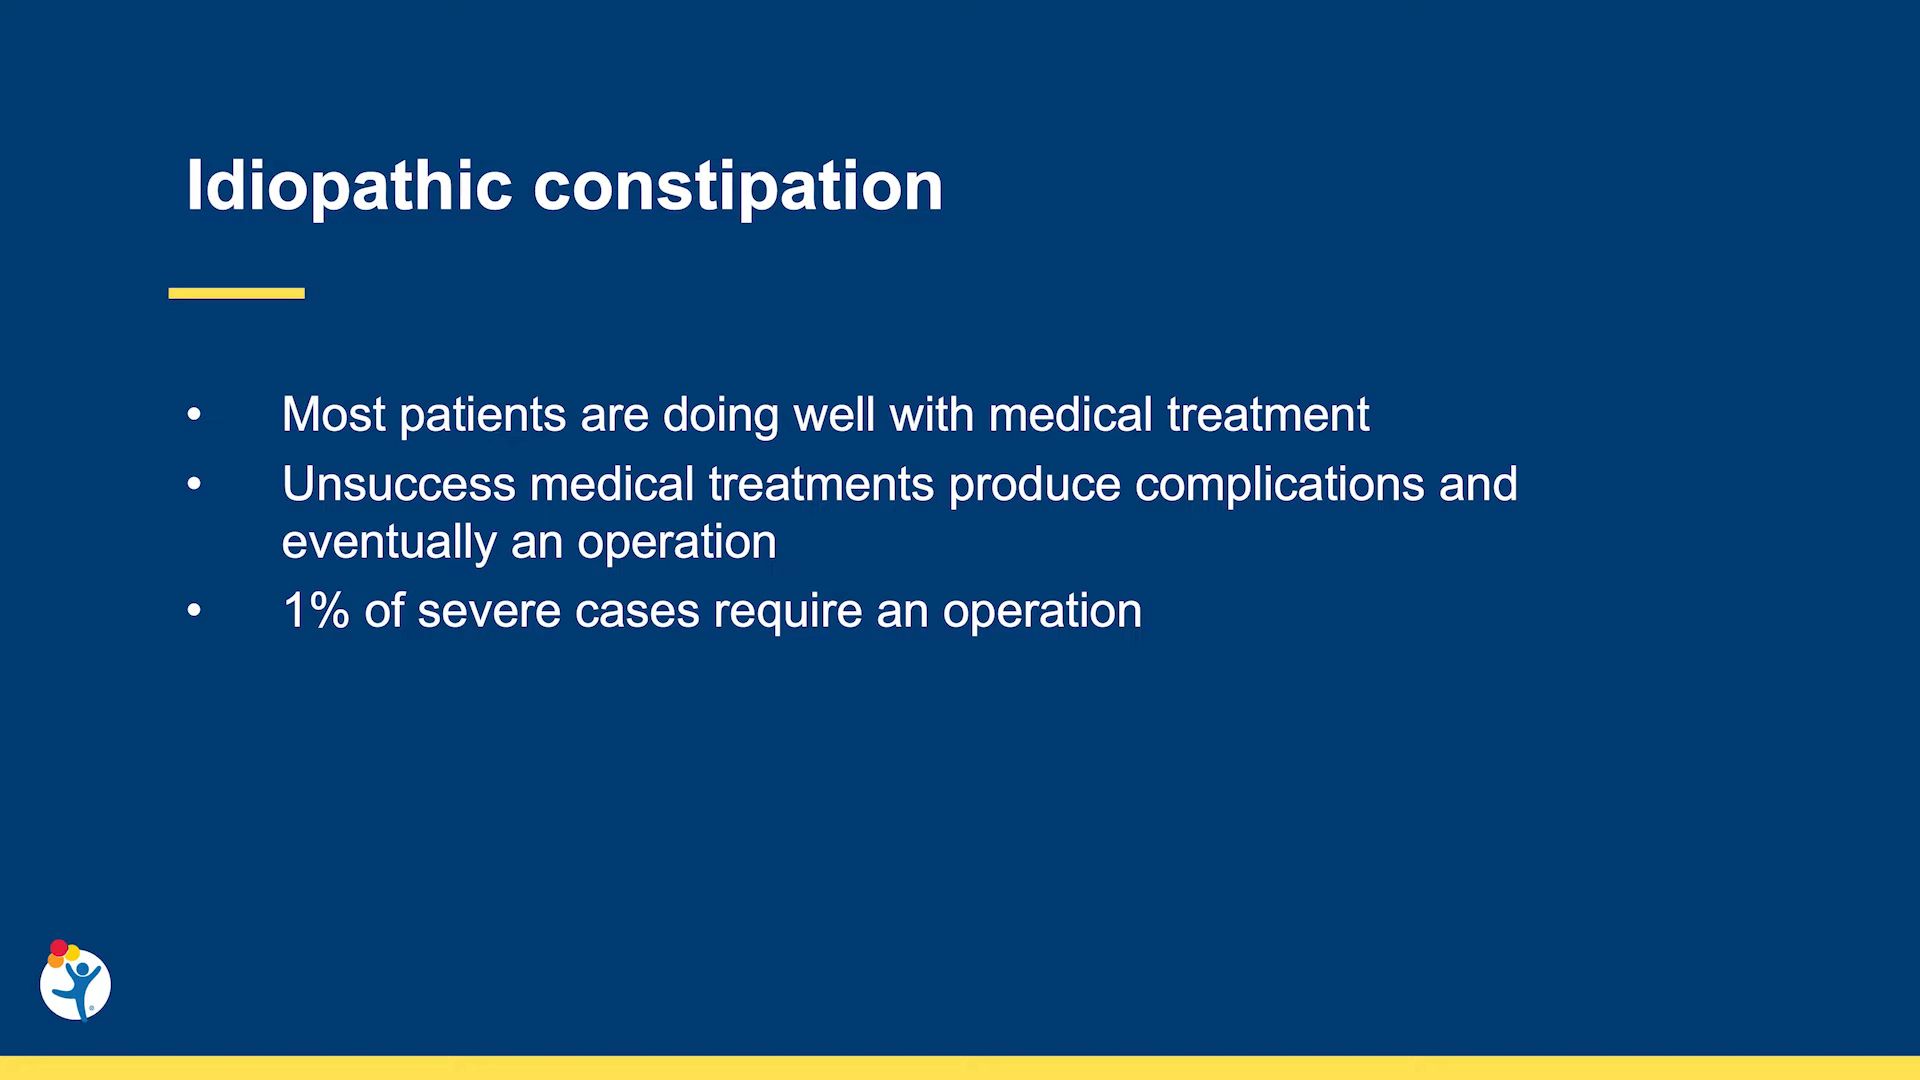 Idiopathic constipation
• Most patients are doing well with medical treatment
• Unsuccess medical treatments produce complications and
eventually an operation
• 1% of severe cases require an operation